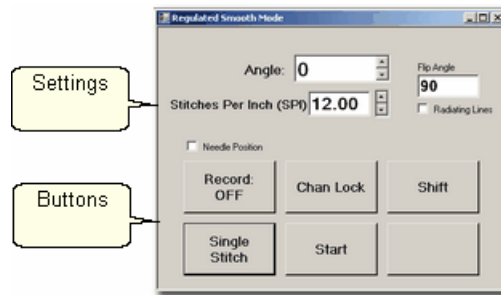 Regulated Smooth Mode
Settings
Angle: 0
Flip Angle
90
Stitches Per Inch (SPI) 12.00
Radiating Lines
Needle Position
Buttons
Record:
OFF
Chan Lock
Shift
Single
Stitch
Start